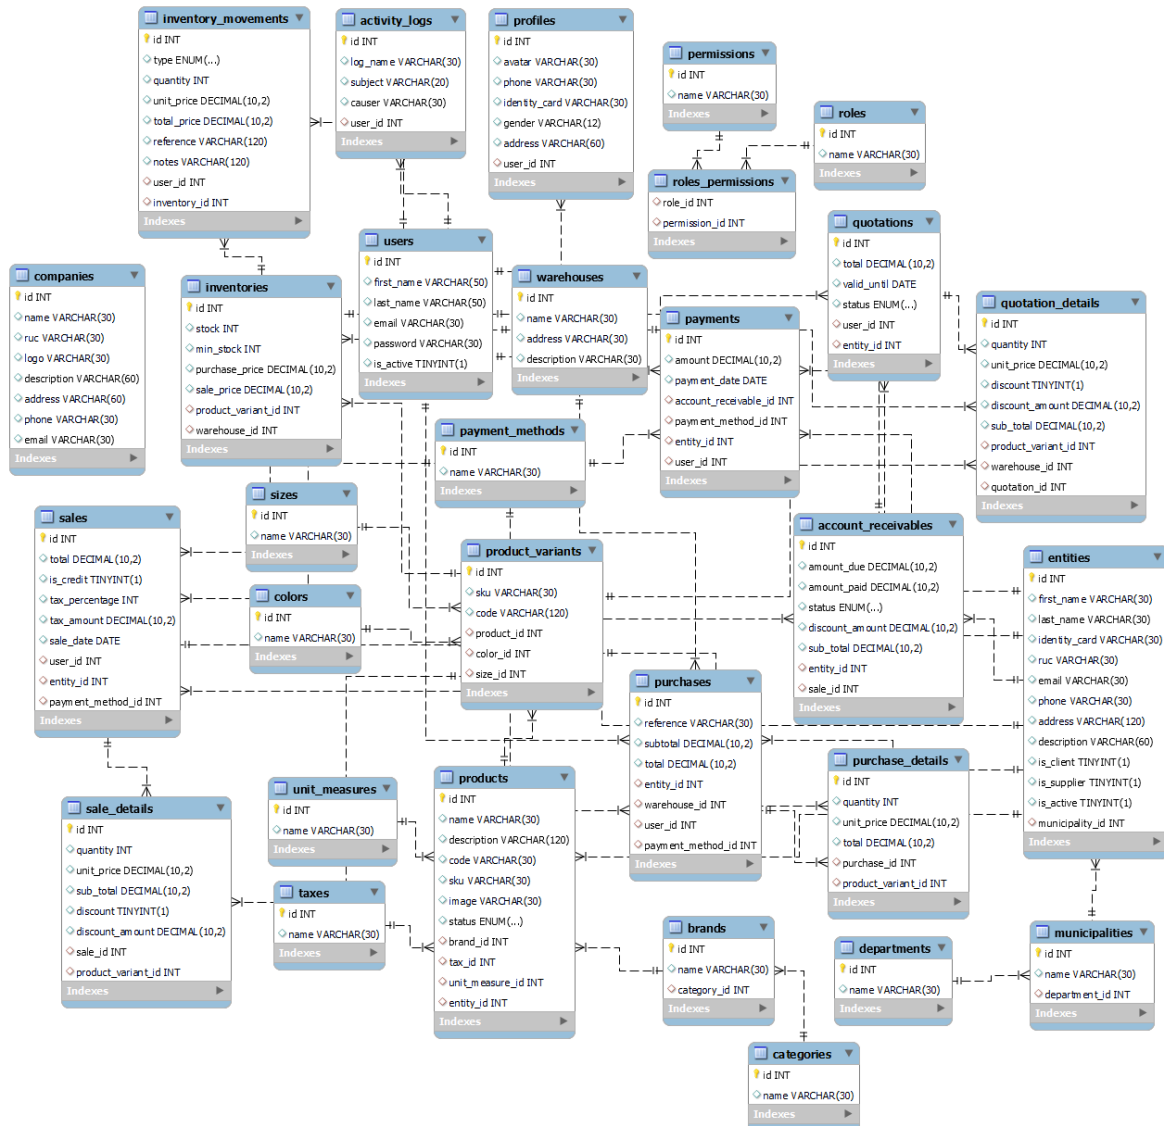 inventory_movements
id INT
type ENUM(...)
quantity INT
unit_price DECIMAL(10,2)
total_price DECIMAL(10,2)
reference VARCHAR(120)
notes VARCHAR(120)
user_id INT
inventory_id INT
Indexes
activity_logs
id INT
log_name VARCHAR(30)
subject VARCHAR(20)
causer VARCHAR(30)
user_id INT
Indexes
profiles
id INT
avatar VARCHAR(30)
phone VARCHAR(30)
identity_card VARCHAR(30)
gender VARCHAR(12)
address VARCHAR(60)
user_id INT
Indexes
permissions
id INT
name VARCHAR(30)
Indexes
roles
id INT
name VARCHAR(30)
Indexes
roles_permissions
role_id INT
permission_id INT
Indexes
quotations
id INT
total DECIMAL(10,2)
valid_until DATE
status ENUM(...)
user_id INT
entity_id INT
Indexes
users
id INT
first_name VARCHAR(50)
last_name VARCHAR(50)
email VARCHAR(30)
password VARCHAR(30)
is_active TINYINT(1)
Indexes
companies
id INT
name VARCHAR(30)
ruc VARCHAR(30)
logo VARCHAR(30)
description VARCHAR(60)
address VARCHAR(60)
phone VARCHAR(30)
email VARCHAR(30)
Indexes
inventories
id INT
stock INT
min_stock INT
purchase_price DECIMAL(10,2)
sale_price DECIMAL(10,2)
product_variant_id INT
warehouse_id INT
Indexes
warehouses
id INT
name VARCHAR(30)
address VARCHAR(30)
description VARCHAR(30)
Indexes
payments
id INT
amount DECIMAL(10,2)
payment_date DATE
account_receivable_id INT
payment_method_id INT
entity_id INT
user_id INT
Indexes
quotation_details
id INT
quantity INT
unit_price DECIMAL(10,2)
discount TINYINT(1)
discount_amount DECIMAL(10,2)
sub_total DECIMAL(10,2)
product_variant_id INT
warehouse_id INT
quotation_id INT
Indexes
payment_methods
id INT
name VARCHAR(30)
Indexes
sizes
id INT
name VARCHAR(30)
Indexes
sales
id INT
total DECIMAL(10,2)
is_credit TINYINT(1)
tax_percentage INT
tax_amount DECIMAL(10,2)
sale_date DATE
user_id INT
entity_id INT
payment_method_id INT
Indexes
product_variants
id INT
sku VARCHAR(30)
code VARCHAR(120)
product_id INT
color_id INT
size_id INT
Indexes
account_receivables
id INT
amount_due DECIMAL(10,2)
amount_paid DECIMAL(10,2)
status ENUM(...)
discount_amount DECIMAL(10,2)
sub_total DECIMAL(10,2)
entity_id INT
sale_id INT
Indexes
entities
id INT
first_name VARCHAR(30)
last_name VARCHAR(30)
identity_card VARCHAR(30)
ruc VARCHAR(30)
email VARCHAR(30)
phone VARCHAR(30)
address VARCHAR(120)
description VARCHAR(60)
is_client TINYINT(1)
is_supplier TINYINT(1)
is_active TINYINT(1)
municipality_id INT
Indexes
colors
id INT
name VARCHAR(30)
Indexes
purchases
id INT
reference VARCHAR(30)
subtotal DECIMAL(10,2)
total DECIMAL(10,2)
entity_id INT
warehouse_id INT
user_id INT
payment_method_id INT
Indexes
purchase_details
id INT
quantity INT
unit_price DECIMAL(10,2)
total DECIMAL(10,2)
purchase_id INT
product_variant_id INT
Indexes
unit_measures
id INT
name VARCHAR(30)
Indexes
products
id INT
name VARCHAR(30)
description VARCHAR(120)
code VARCHAR(30)
sku VARCHAR(30)
image VARCHAR(30)
status ENUM(...)
brand_id INT
tax_id INT
unit_measure_id INT
entity_id INT
Indexes
sale_details
id INT
quantity INT
unit_price DECIMAL(10,2)
sub_total DECIMAL(10,2)
discount TINYINT(1)
discount_amount DECIMAL(10,2)
sale_id INT
product_variant_id INT
Indexes
taxes
id INT
name VARCHAR(30)
Indexes
brands
id INT
name VARCHAR(30)
category_id INT
Indexes
departments
id INT
name VARCHAR(30)
Indexes
municipalities
id INT
name VARCHAR(30)
department_id INT
Indexes
categories
id INT
name VARCHAR(30)
Indexes